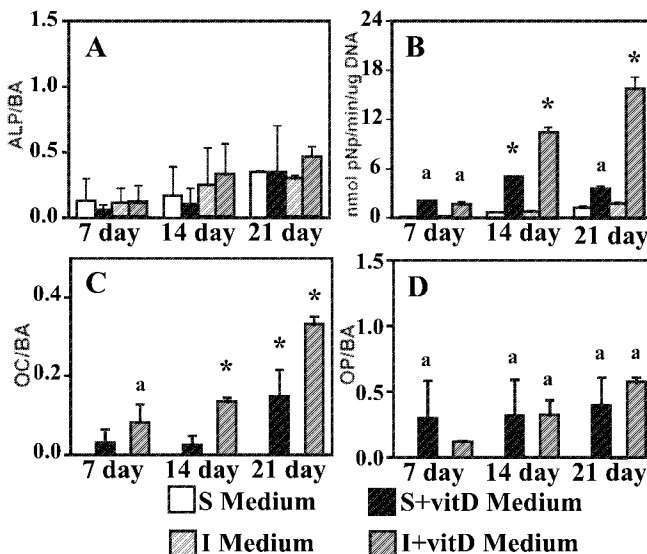 A
ALP/BA
1.5
1.0
0.5
0.0
7 day 14 day 21 day
B
nmol pNp/min/ug DNA
24
18
12
6
0
a a * * a *
7 day 14 day 21 day
C
OC/BA
0.4
0.2
0.0
a * * *
7 day 14 day 21 day
D
OP/BA
1.5
1.0
0.5
0.0
a a a a a
7 day 14 day 21 day
S Medium S+vitD Medium
I Medium I+vitD Medium